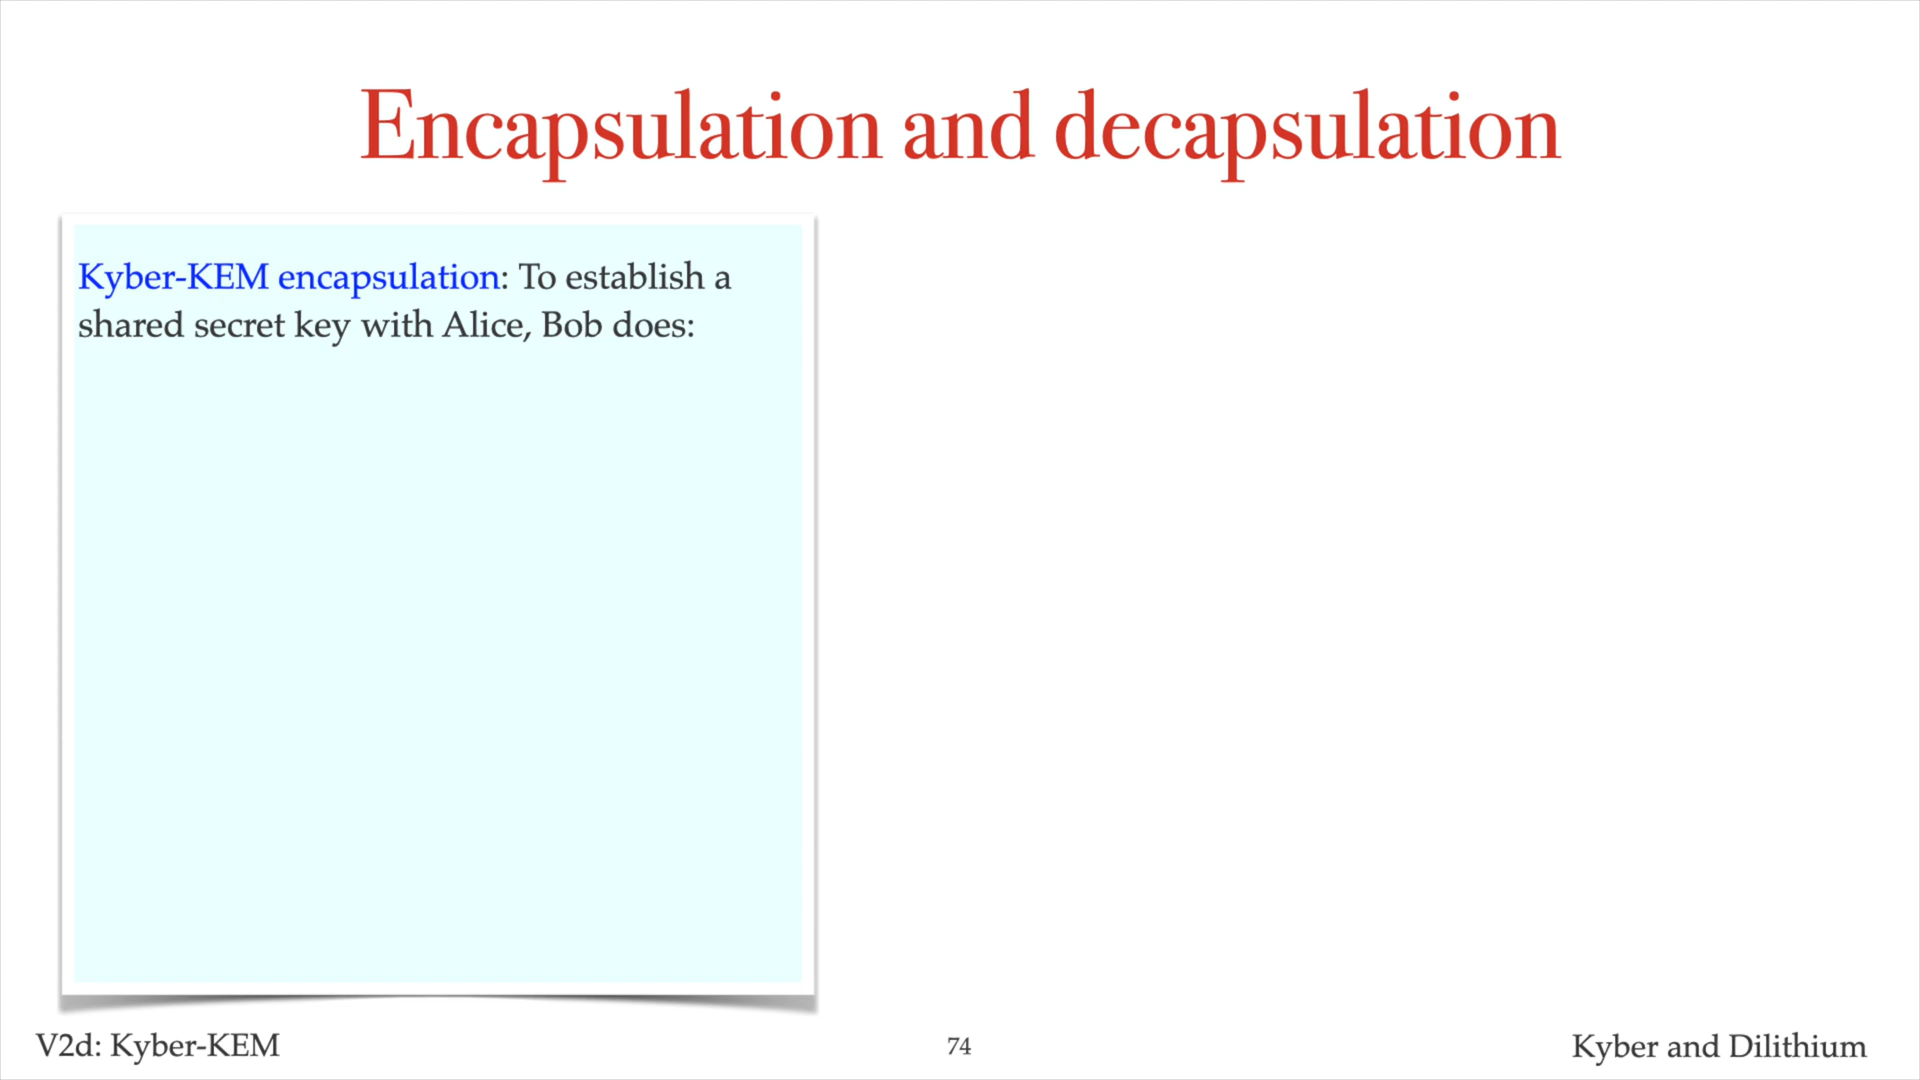 Encapsulation and decapsulation
Kyber-KEM encapsulation: To establish a
shared secret key with Alice, Bob does:
V2d: Kyber-KEM
74
Kyber and Dilithium